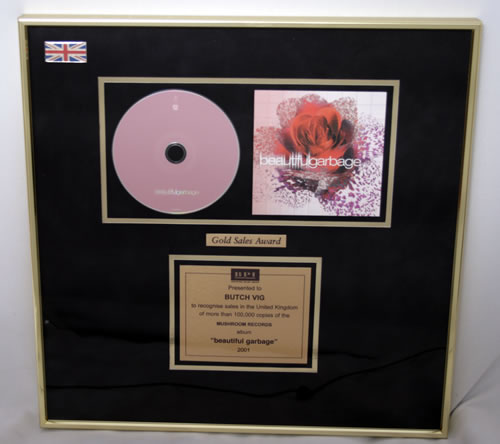 beautifulgarbage
beautifulgarbage
Gold Sales Award
BPI
Presented to
BUTCH VIG
to recognise sales in the United Kingdom
of more than 100,000 copies of the
MUSHROOM RECORDS
album
"beautiful garbage"
2001